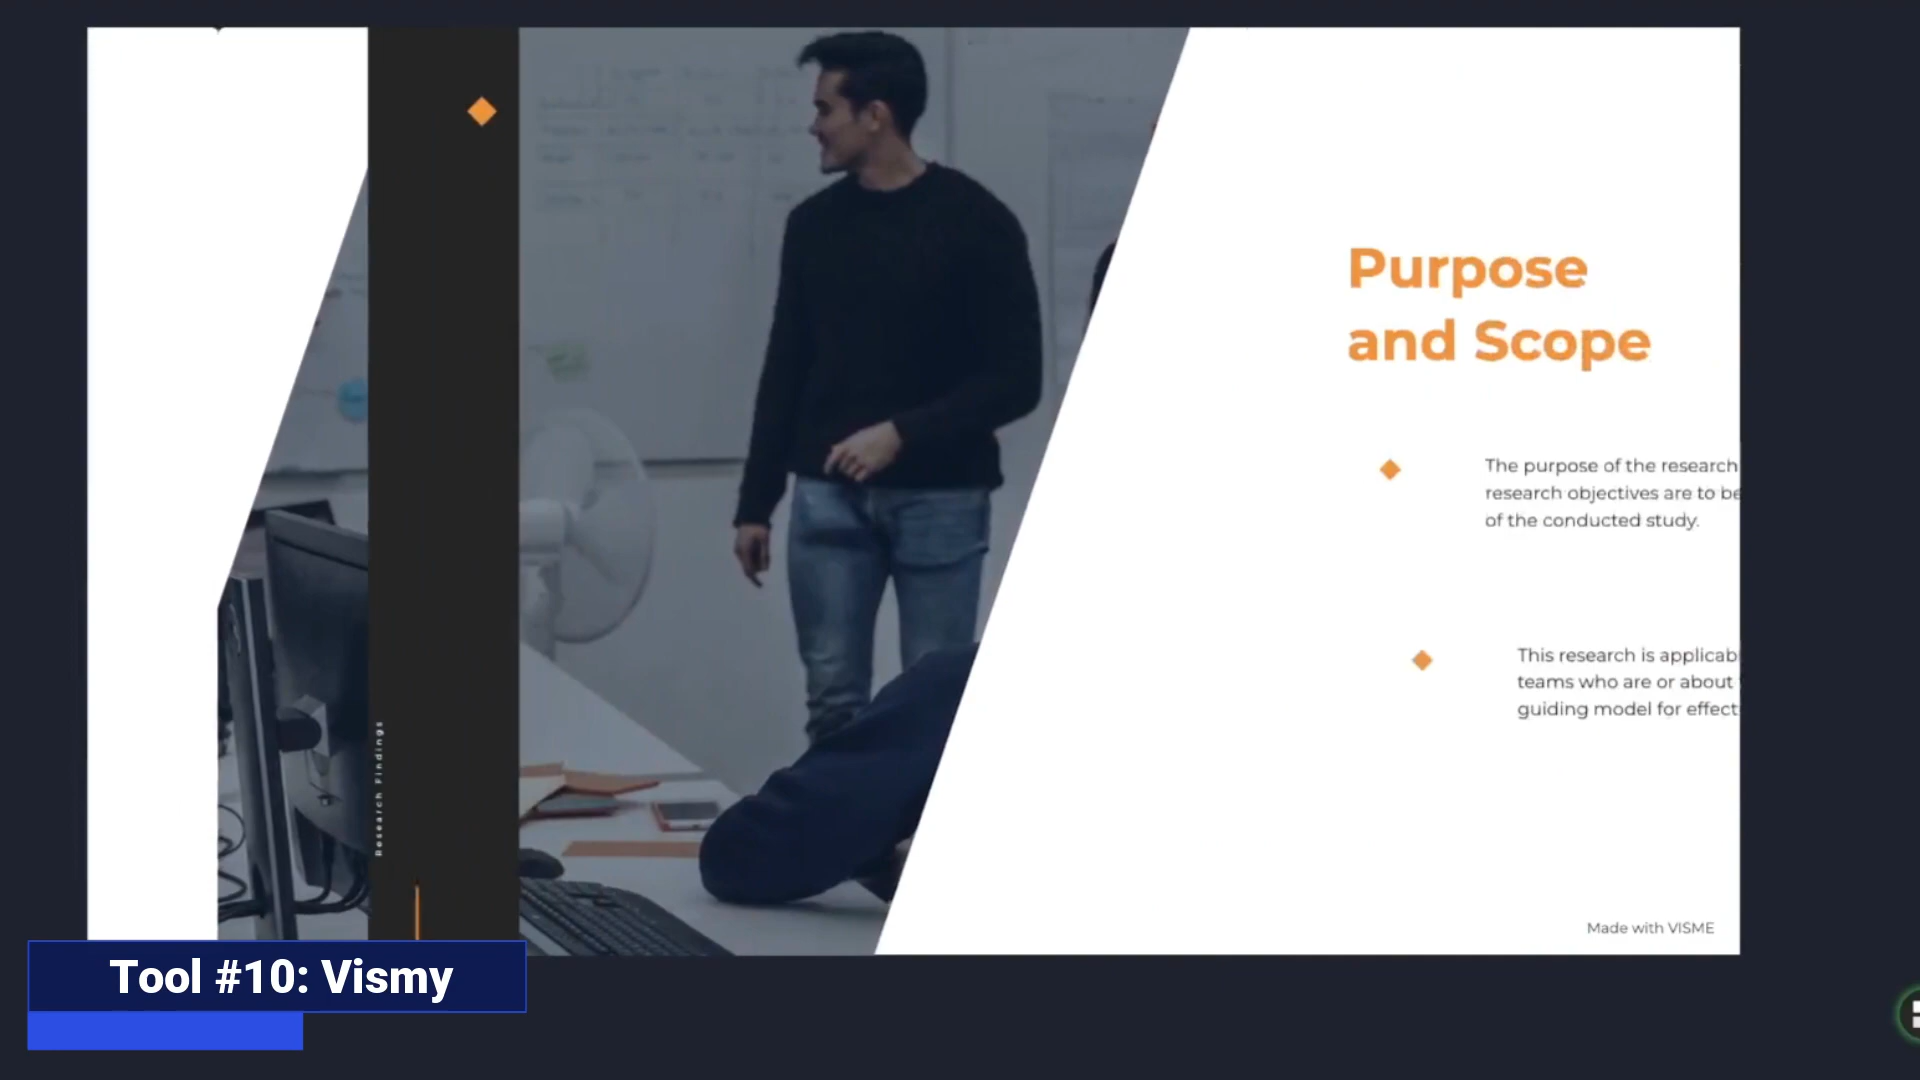 Purpose
and Scope
The purpose of the research
research objectives are to be
of the conducted study.
This research is applicab
teams who are or about
guiding model for effect
Research Findings
Made with VISME
Tool #10: Vismy